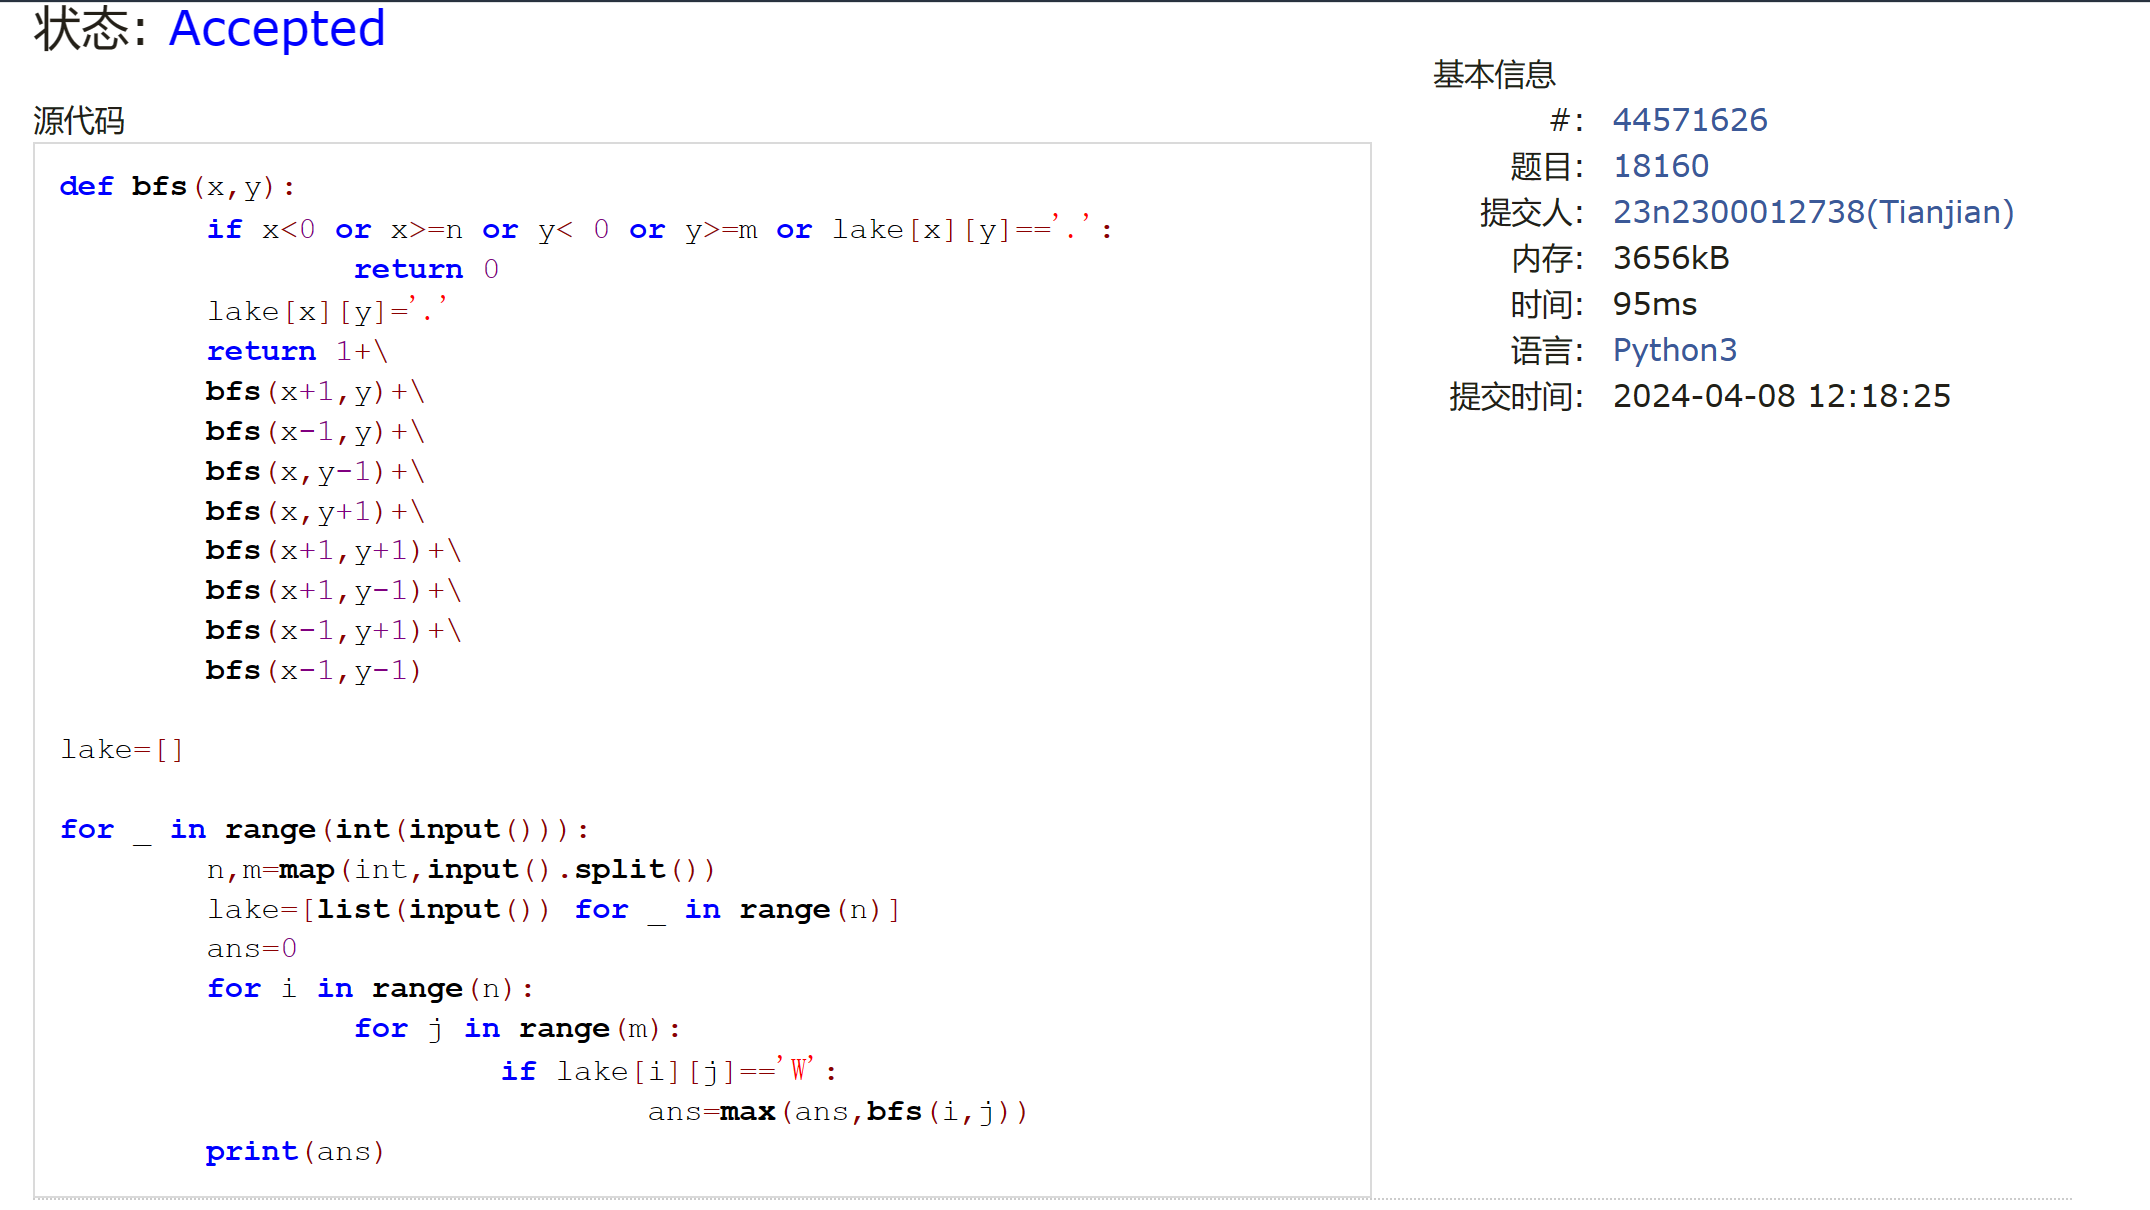 状态: Accepted
源代码
def bfs(x,y):
        if x<0 or x>=n or y< 0 or y>=m or lake[x][y]=='.':
                return 0
        lake[x][y]='.'
        return 1+\
        bfs(x+1,y)+\
        bfs(x-1,y)+\
        bfs(x,y-1)+\
        bfs(x,y+1)+\
        bfs(x+1,y+1)+\
        bfs(x+1,y-1)+\
        bfs(x-1,y+1)+\
        bfs(x-1,y-1)
lake=[]
for _ in range(int(input())):
        n,m=map(int,input().split())
        lake=[list(input()) for _ in range(n)]
        ans=0
        for i in range(n):
                for j in range(m):
                        if lake[i][j]=='W':
                                ans=max(ans,bfs(i,j))
        print(ans)
基本信息
#: 44571626
题目: 18160
提交人: 23n2300012738(Tianjian)
内存: 3656kB
时间: 95ms
语言: Python3
提交时间: 2024-04-08 12:18:25